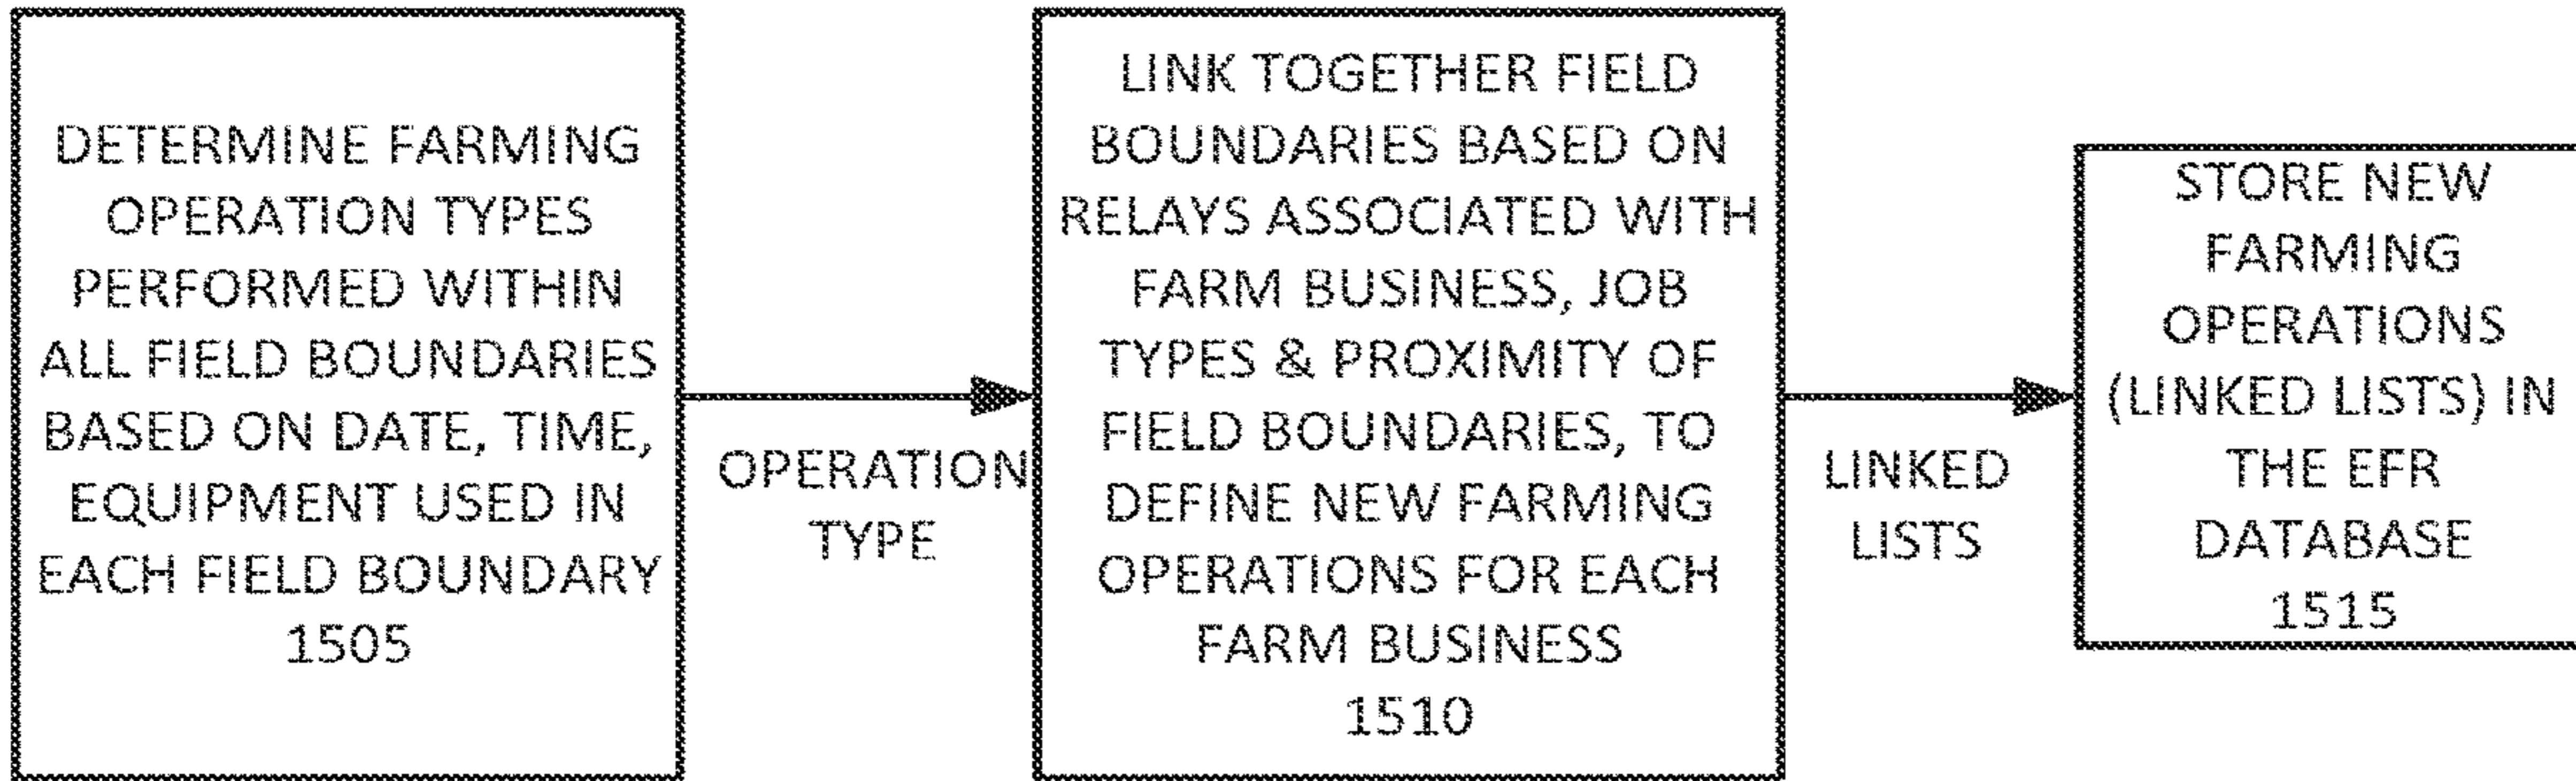 DETERMINE FARMING
OPERATION TYPES
PERFORMED WITHIN
ALL FIELD BOUNDARIES
BASED ON DATE, TIME,
EQUIPMENT USED IN
EACH FIELD BOUNDARY
1505
OPERATION
TYPE
LINK TOGETHER FIELD
BOUNDARIES BASED ON
RELAYS ASSOCIATED WITH
FARM BUSINESS, JOB
TYPES & PROXIMITY OF
FIELD BOUNDARIES, TO
DEFINE NEW FARMING
OPERATIONS FOR EACH
FARM BUSINESS
1510
LINKED
LISTS
STORE NEW
FARMING
OPERATIONS
(LINKED LISTS) IN
THE EFR
DATABASE
1515